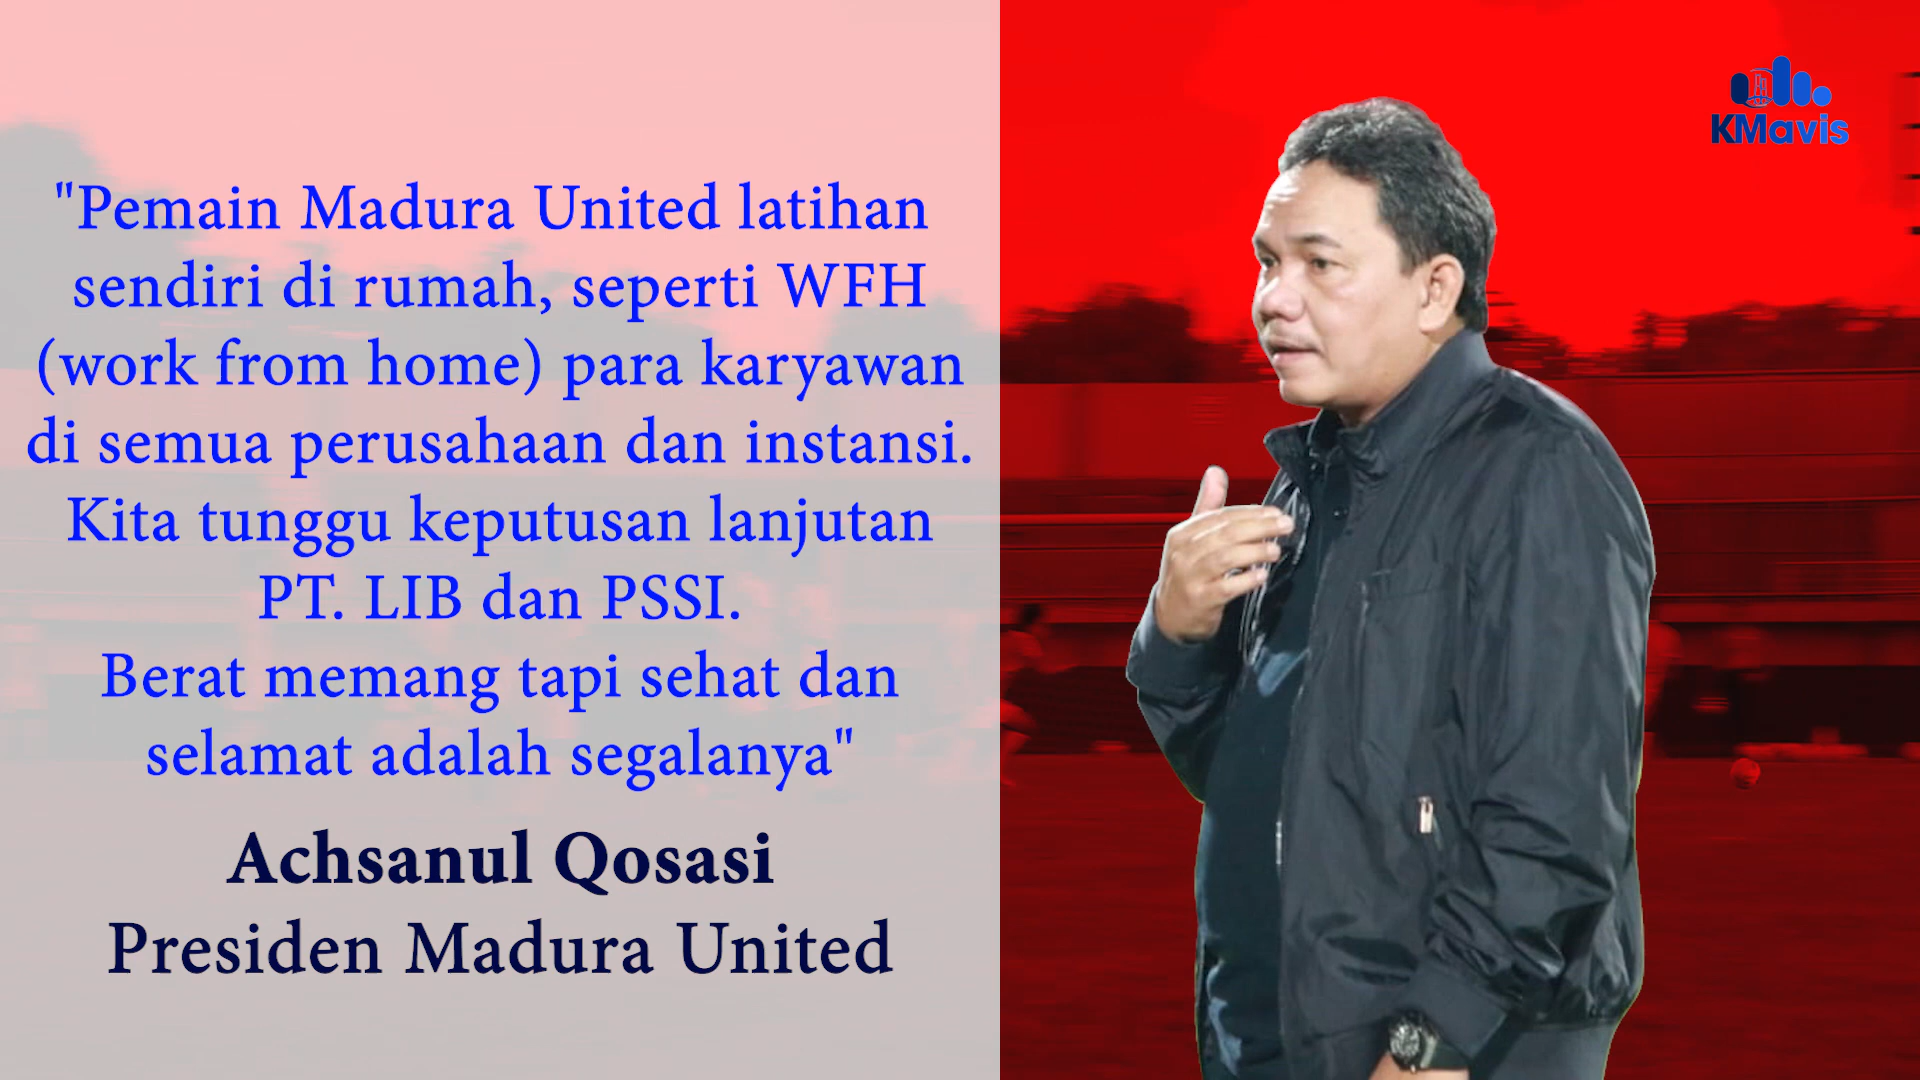 KMavis
"Pemain Madura United latihan
sendiri di rumah, seperti WFH
(work from home) para karyawan
di semua perusahaan dan instansi.
Kita tunggu keputusan lanjutan
PT. LIB dan PSSI.
Berat memang tapi sehat dan
selamat adalah segalanya"
Achsanul Qosasi
Presiden Madura United